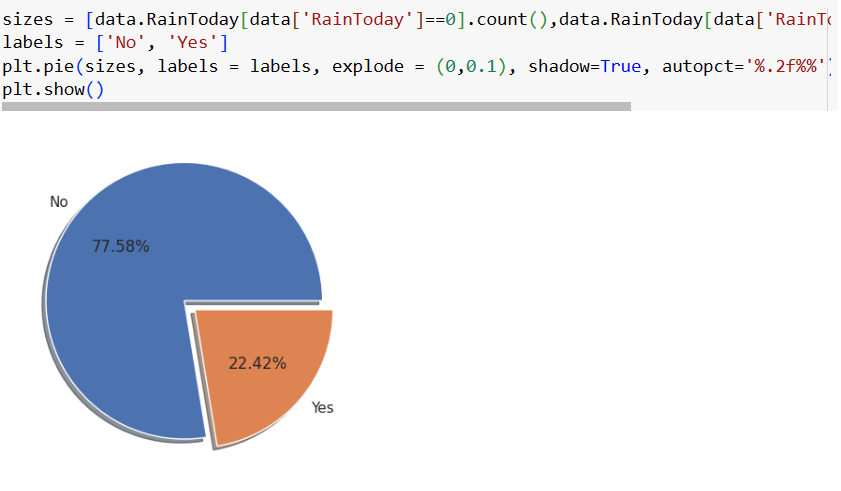 sizes = [data.RainToday[data['RainToday']==0].count(),data.RainToday[data['RainTo
labels = ['No', 'Yes']
plt.pie(sizes, labels = labels, explode = (0,0.1), shadow=True, autopct='%.2f%%')
plt.show()
No
77.58%
22.42%
Yes